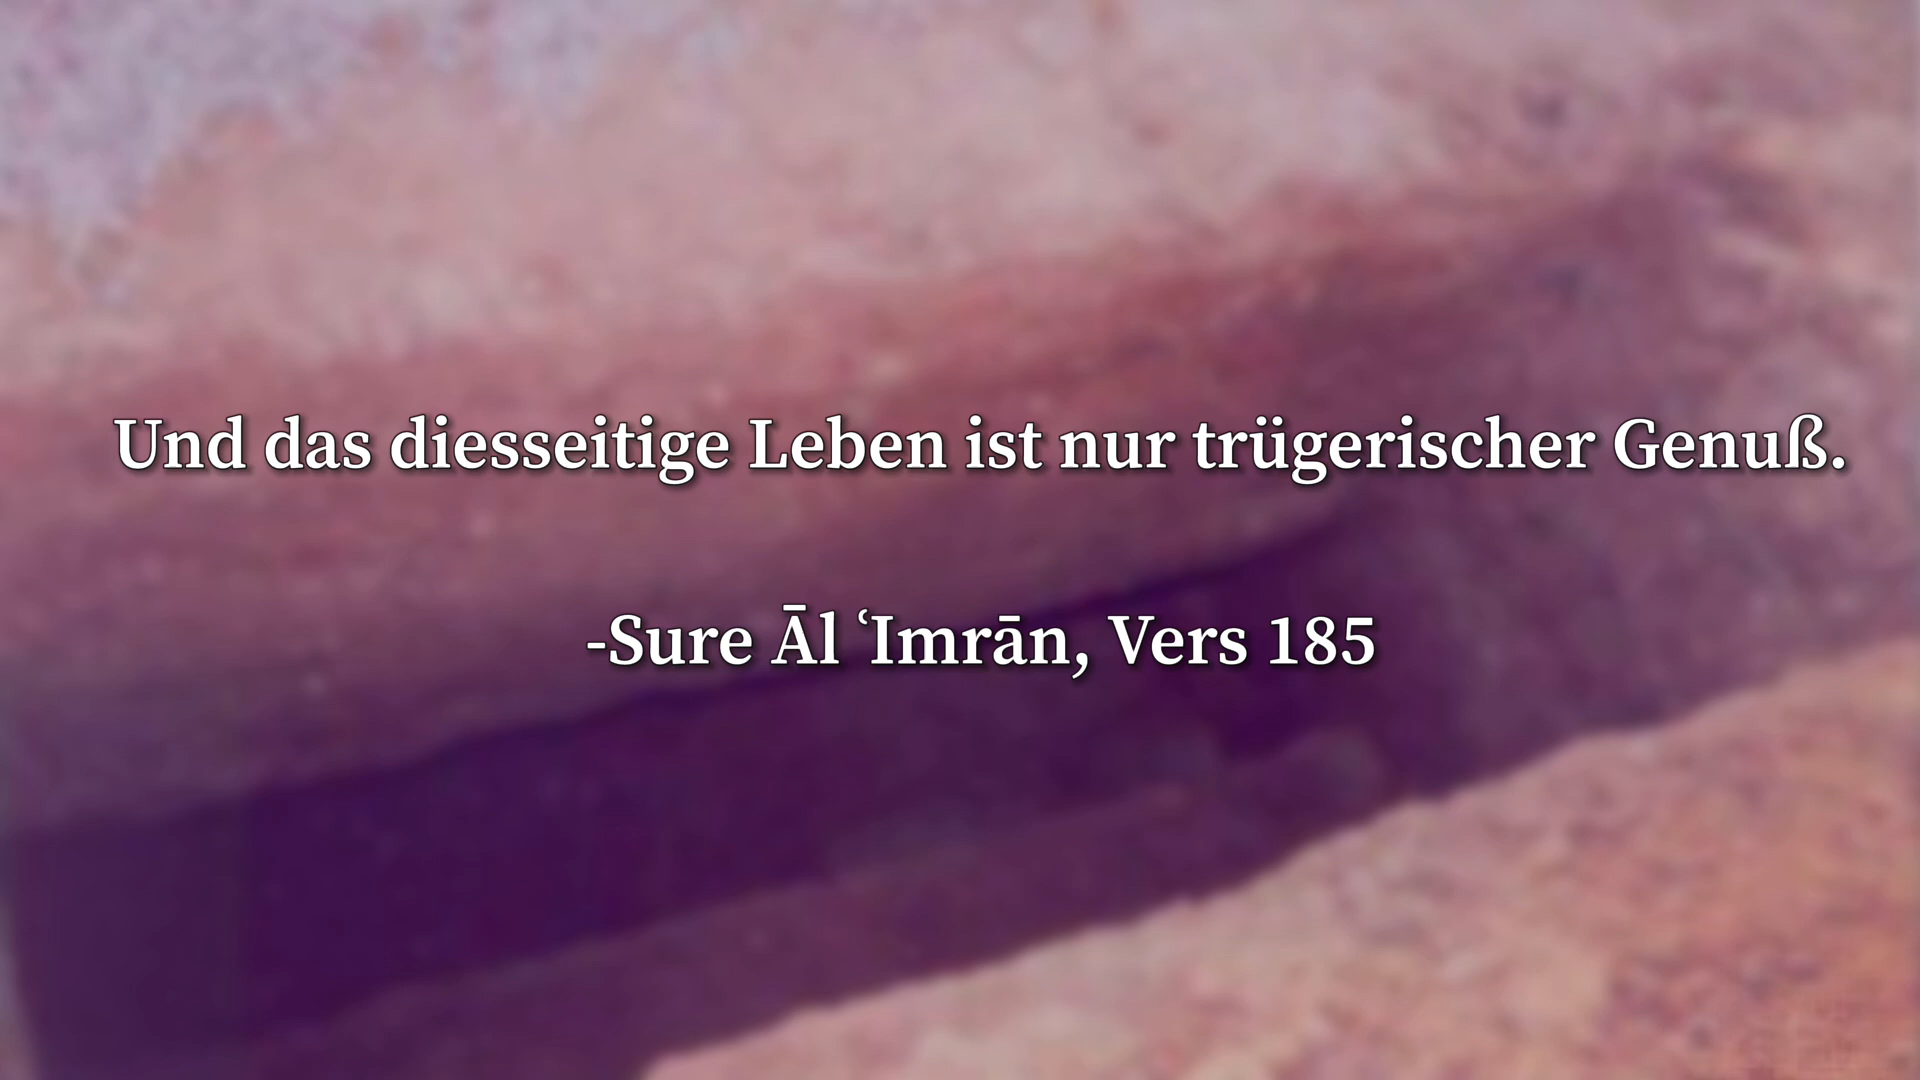 Und das diesseitige Leben ist nur trügerischer Genuß.
-Sure Āl ʿImrān, Vers 185